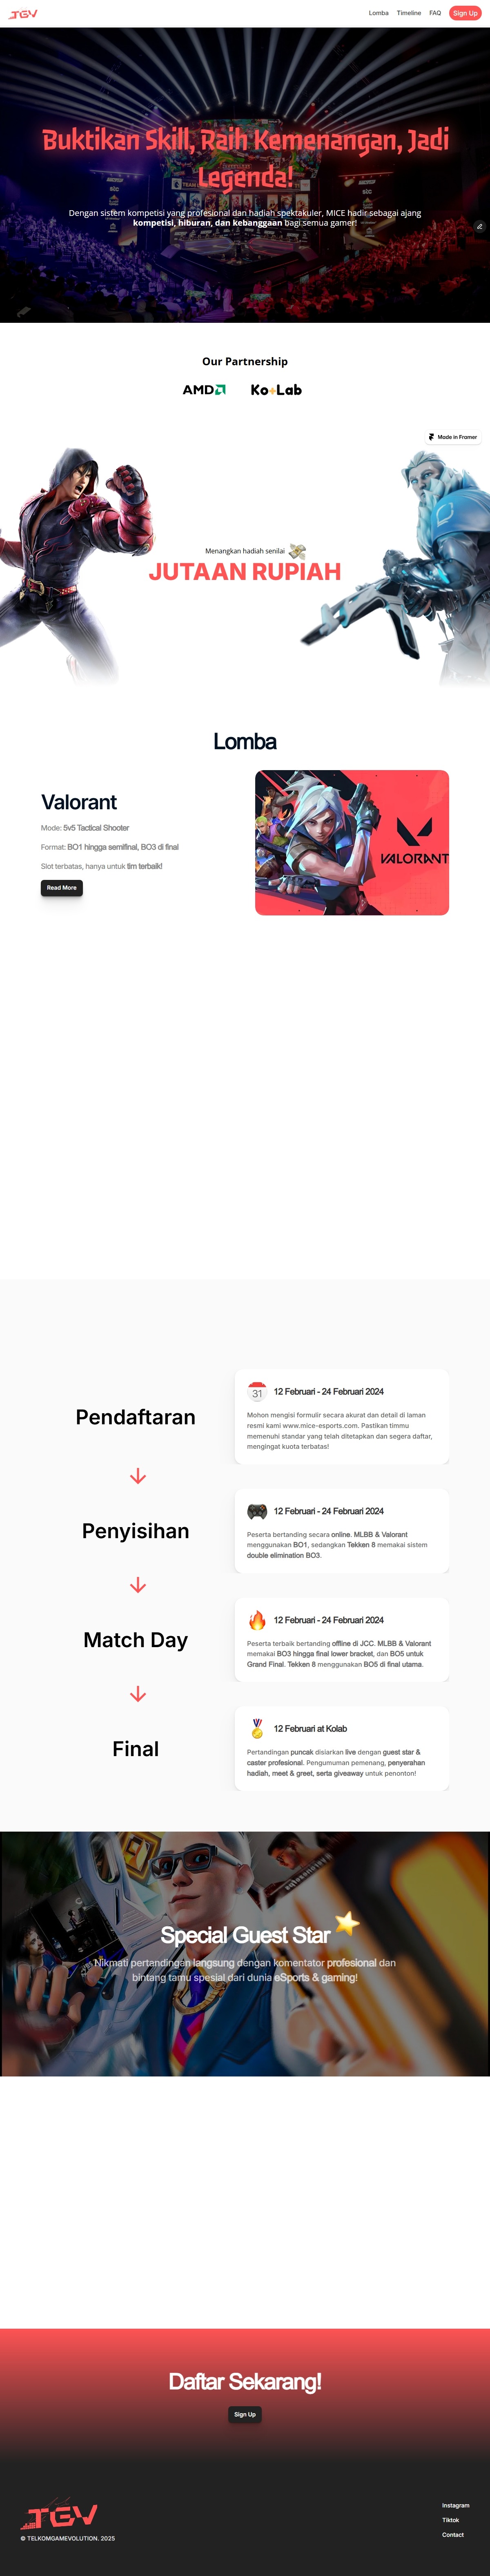 TGV
Lomba
Timeline
FAQ
Sign Up
Buktikan Skill, Raih Kemenangan, Jadi
Legenda!
Dengan sistem kompetisi yang profesional dan hadiah spektakuler, MICE hadir sebagai ajang
kompetisi, hiburan, dan kebanggaan bagi semua gamer!
Our Partnership
AMD
Ko+Lab
Made in Framer
Menangkan hadiah senilai
JUTAAN RUPIAH
Lomba
Valorant
Mode: 5v5 Tactical Shooter
Format: BO1 hingga semifinal, BO3 di final
Slot terbatas, hanya untuk tim terbaik!
Read More
VALORANT
Pendaftaran
31
12 Februari - 24 Februari 2024
Mohon mengisi formulir secara akurat dan detail di laman
resmi kami www.mice-esports.com. Pastikan timmu
memenuhi standar yang telah ditetapkan dan segera daftar,
mengingat kuota terbatas!
Penyisihan
12 Februari - 24 Februari 2024
Peserta bertanding secara online. MLBB & Valorant
menggunakan BO1, sedangkan Tekken 8 memakai sistem
double elimination BO3.
Match Day
12 Februari - 24 Februari 2024
Peserta terbaik bertanding offline di JCC. MLBB & Valorant
memakai BO3 hingga final lower bracket, dan BO5 untuk
Grand Final. Tekken 8 menggunakan BO5 di final utama.
Final
12 Februari at Kolab
Pertandingan puncak disiarkan live dengan guest star &
caster profesional. Pengumuman pemenang, penyerahan
hadiah, meet & greet, serta giveaway untuk penonton!
Special Guest Star
Nikmati pertandingan langsung dengan komentator profesional dan
bintang tamu spesial dari dunia eSports & gaming!
Daftar Sekarang!
Sign Up
TGV
© TELKOMGAMEVOLUTION. 2025
Instagram
Tiktok
Contact